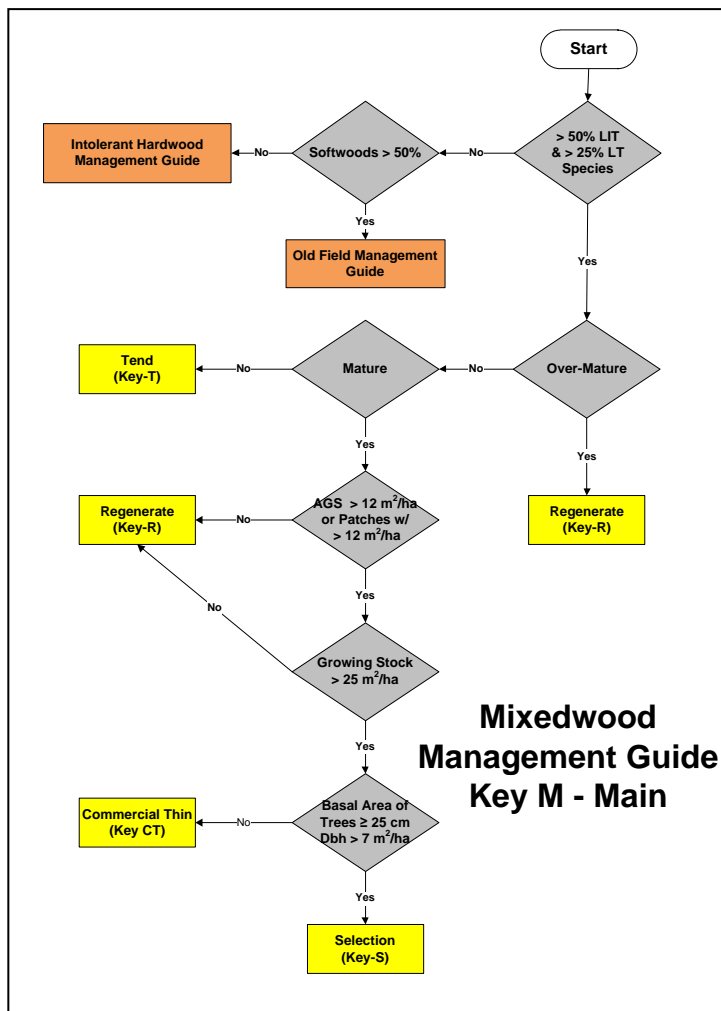 Start
> 50% LIT
& > 25% LT
Species
No
Softwoods > 50%
No
Intolerant Hardwood
Management Guide
Yes
Old Field Management
Guide
Yes
Over-Mature
No
Mature
No
Tend
(Key-T)
Yes
Regenerate
(Key-R)
Yes
AGS > 12 m²/ha
or Patches w/
> 12 m²/ha
No
Regenerate
(Key-R)
Yes
No
Growing Stock
> 25 m²/ha
Yes
Mixedwood
Management Guide
Key M - Main
Basal Area of
Trees ≥ 25 cm
Dbh > 7 m²/ha
No
Commercial Thin
(Key CT)
Yes
Selection
(Key-S)